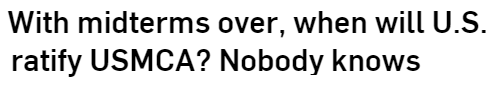 With midterms over, when will U.S.
ratify USMCA? Nobody knows